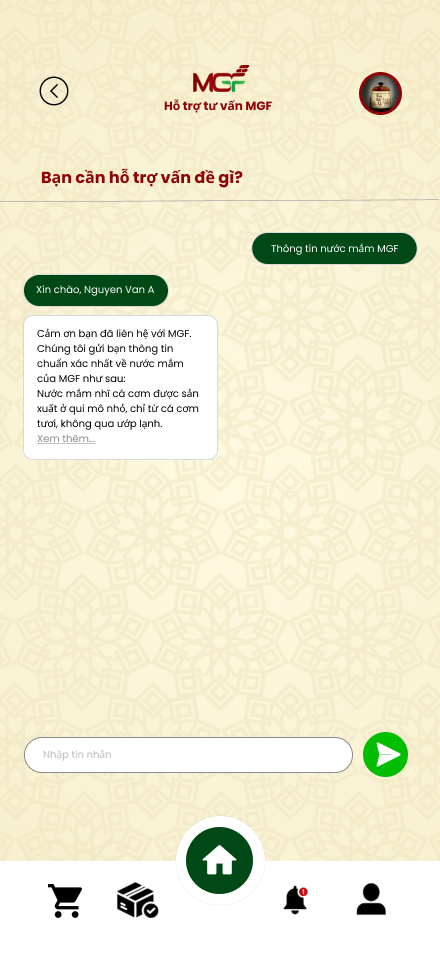 MGF
Hỗ trợ tư vấn MGF
Bạn cần hỗ trợ vấn đề gì?
Thông tin nước mắm MGF
Xin chào, Nguyen Van A
Cảm ơn bạn đã liên hệ với MGF.
Chúng tôi gửi bạn thông tin
chuẩn xác nhất về nước mắm
của MGF như sau:
Nước mắm nhĩ cá cơm được sản
xuất ở qui mô nhỏ, chỉ từ cá cơm
tươi, không qua ướp lạnh.
Xem thêm...
Nhập tin nhắn
1